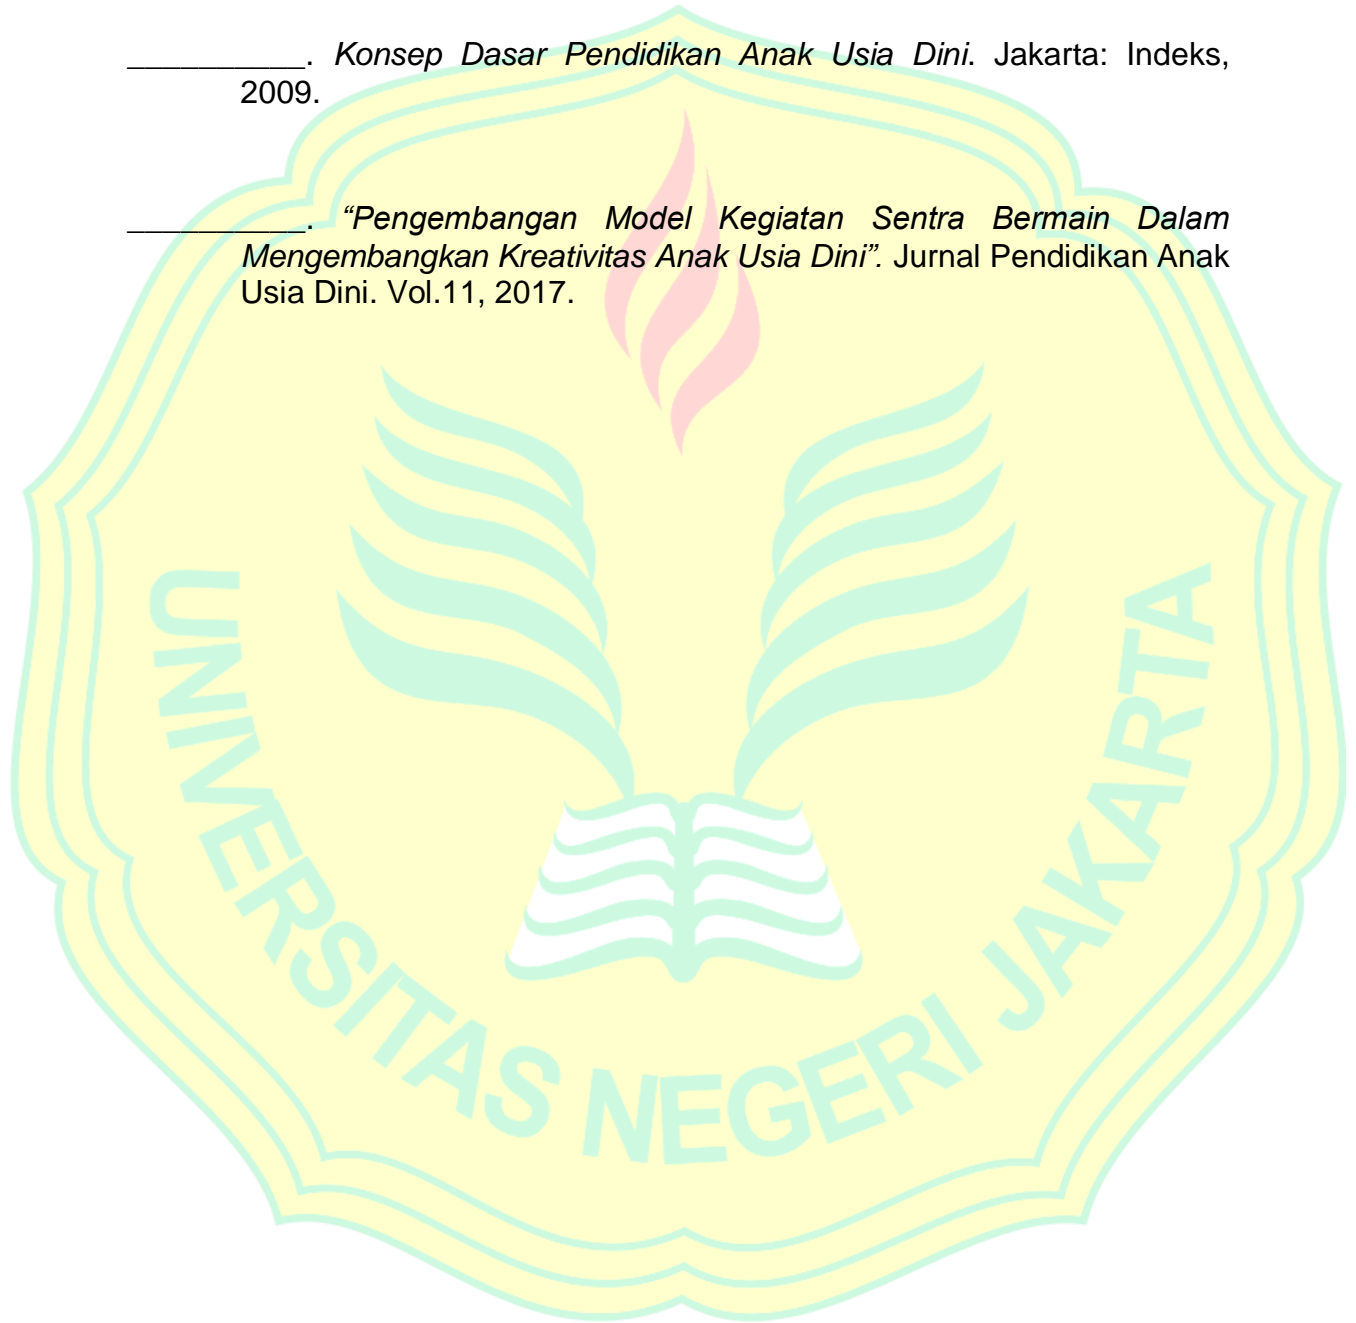 __________. Konsep Dasar Pendidikan Anak Usia Dini. Jakarta: Indeks,
2009.
__________. “Pengembangan Model Kegiatan Sentra Bermain Dalam
Mengembangkan Kreativitas Anak Usia Dini”. Jurnal Pendidikan Anak
Usia Dini. Vol.11, 2017.
UNIVERSITAS NEGERI JAKARTA